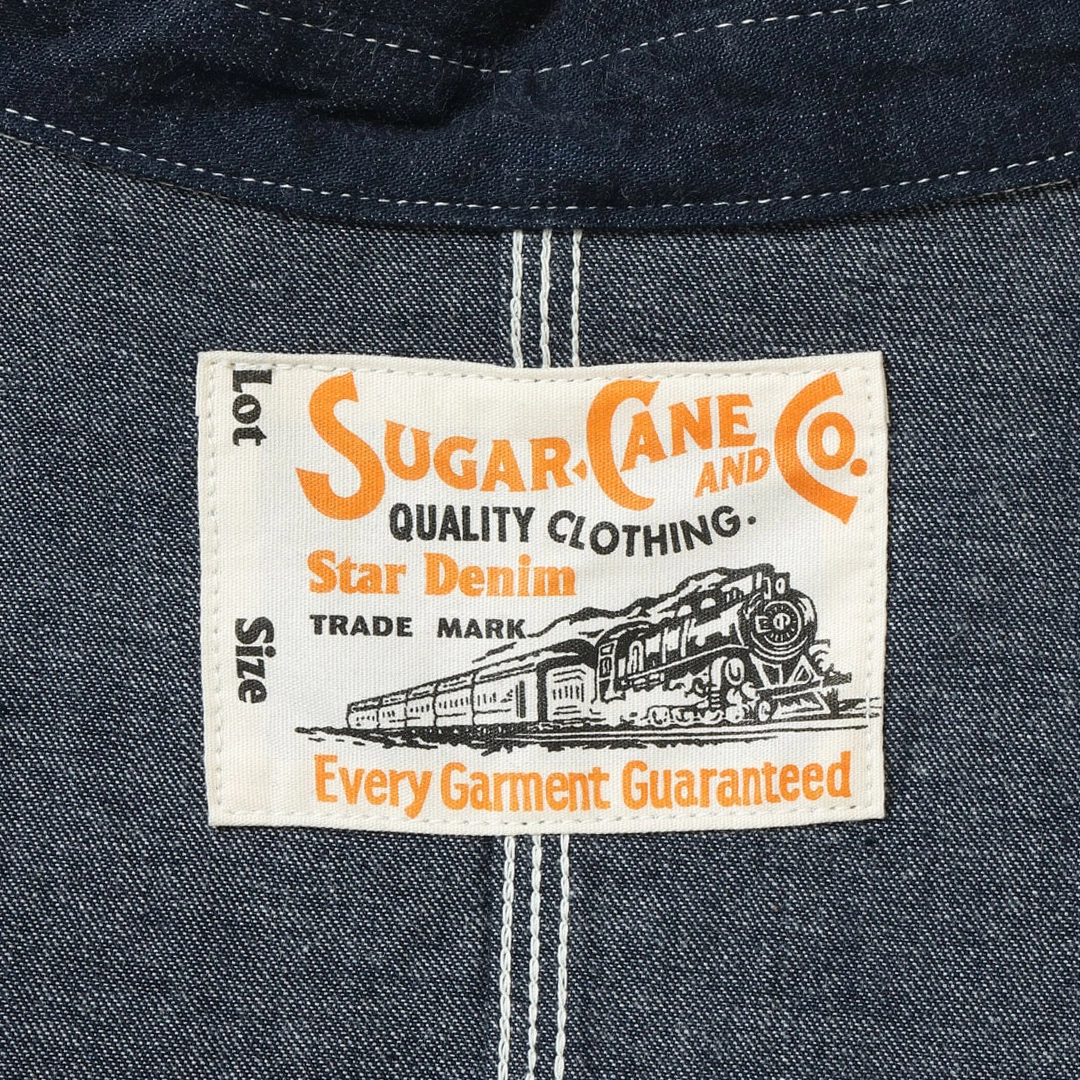 Lot
Size
SUGAR CANE AND CO.
QUALITY CLOTHING.
Star Denim
TRADE MARK
Every Garment Guaranteed